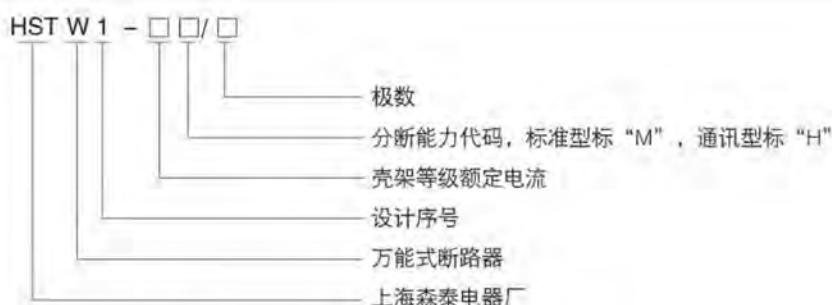 HST W 1 - □ □/ □
极数
分断能力代码，标准型标“M”，通讯型标“H”
壳架等级额定电流
设计序号
万能式断路器
上海森泰电器厂